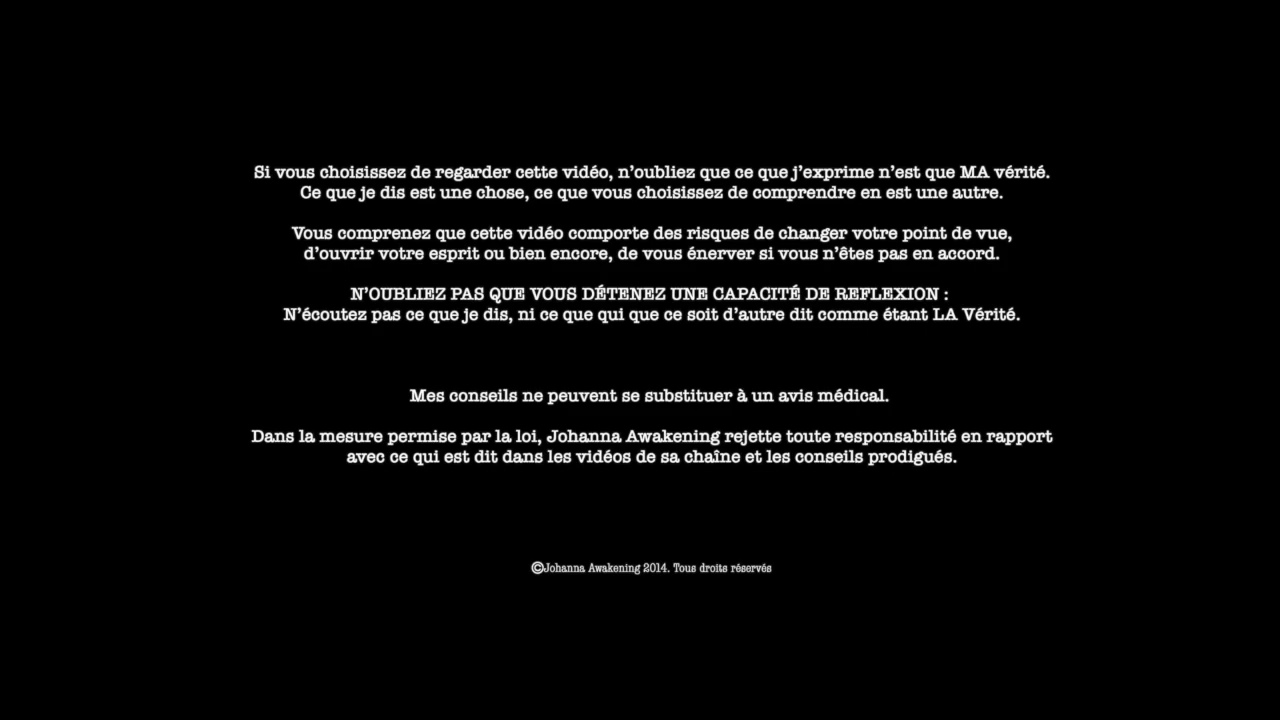 Si vous choisissez de regarder cette vidéo, n'oubliez que ce que j'exprime n'est que MA vérité.
Ce que je dis est une chose, ce que vous choisissez de comprendre en est une autre.
Vous comprenez que cette vidéo comporte des risques de changer votre point de vue,
d'ouvrir votre esprit ou bien encore, de vous énerver si vous n'êtes pas en accord.
N'OUBLIEZ PAS QUE VOUS DÉTENEZ UNE CAPACITÉ DE REFLEXION :
N'écoutez pas ce que je dis, ni ce que qui que ce soit d'autre dit comme étant LA Vérité.
Mes conseils ne peuvent se substituer à un avis médical.
Dans la mesure permise par la loi, Johanna Awakening rejette toute responsabilité en rapport
avec ce qui est dit dans les vidéos de sa chaîne et les conseils prodigués.
©Johanna Awakening 2014. Tous droits réservés